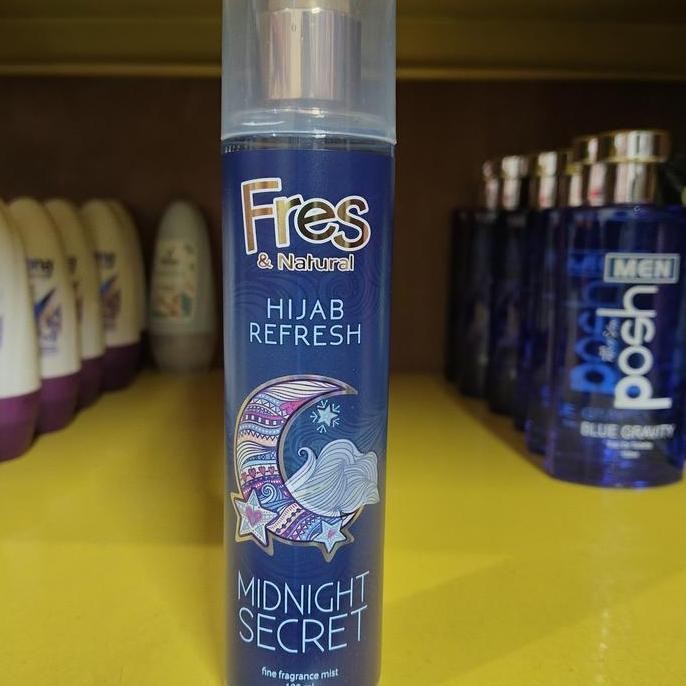 Fres
& Natural
HIJAB
REFRESH
MIDNIGHT
SECRET
fine fragrance mist
MEN
posh
BLUE GRAVITY